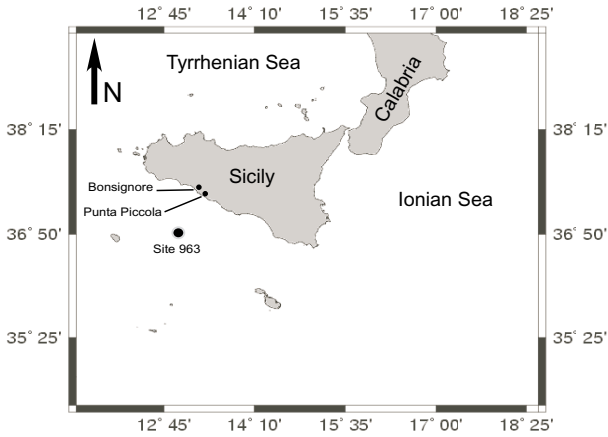 12° 45' 14° 10' 15° 35' 17° 00' 18° 25'
Tyrrhenian Sea
Calabria
N
38° 15' 38° 15'
Sicily
Bonsignore
Ionian Sea
Punta Piccola
36° 50' 36° 50'
Site 963
35° 25' 35° 25'
12° 45' 14° 10' 15° 35' 17° 00' 18° 25'